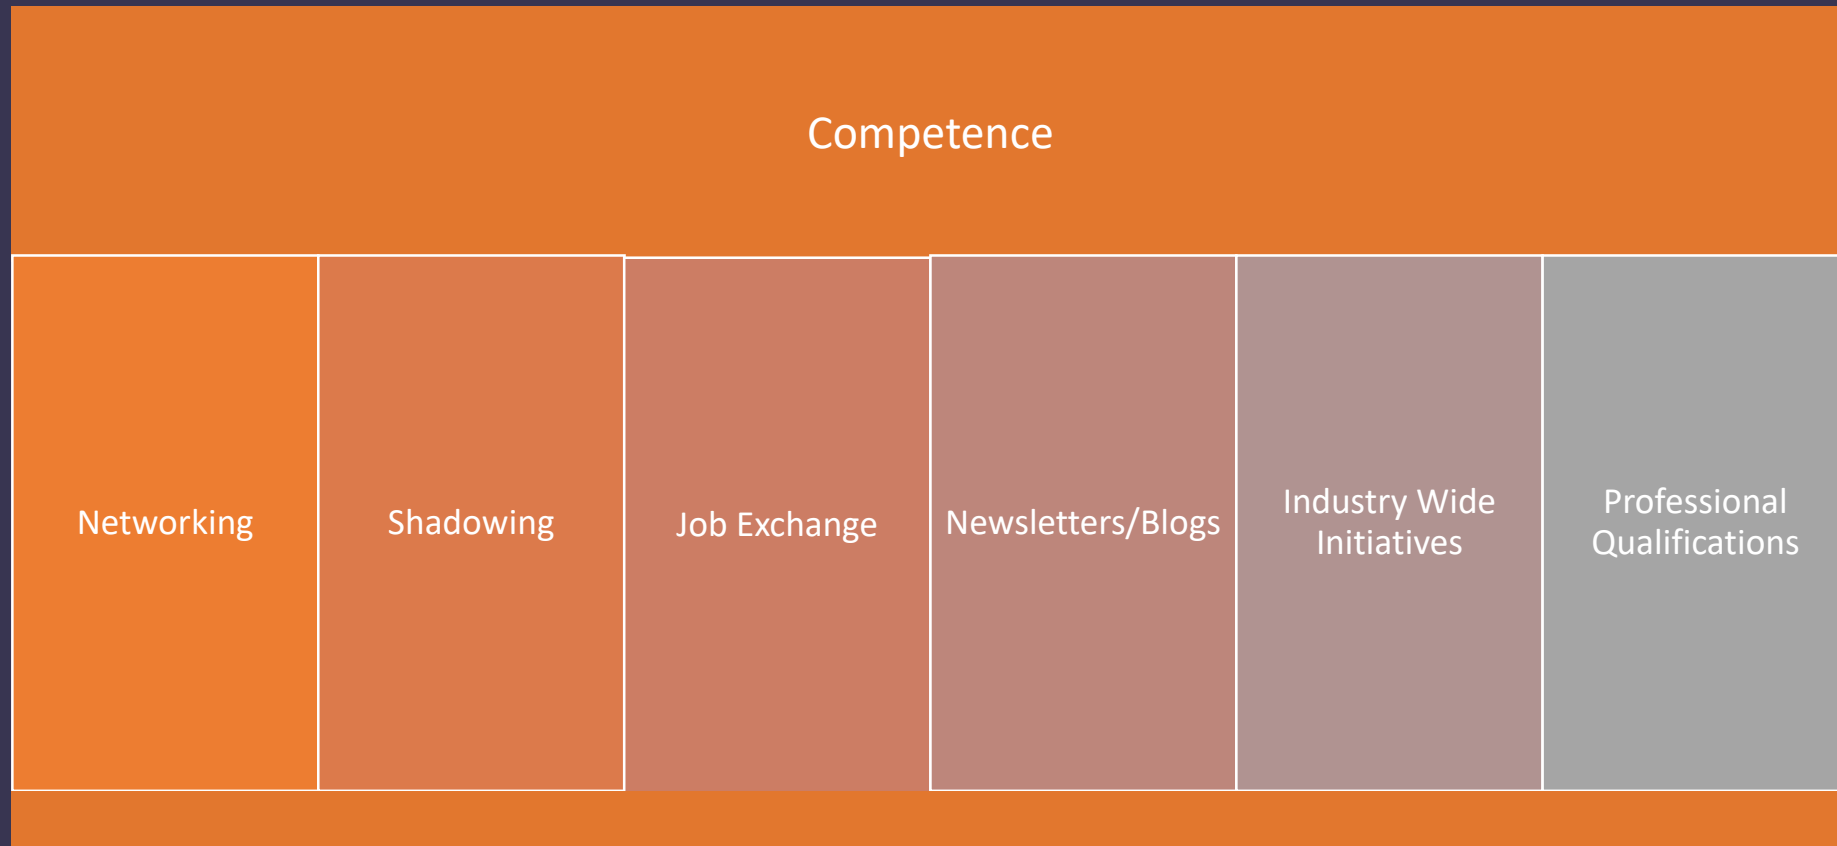 Competence
Networking
Shadowing
Job Exchange
Newsletters/Blogs
Industry Wide
Initiatives
Professional
Qualifications